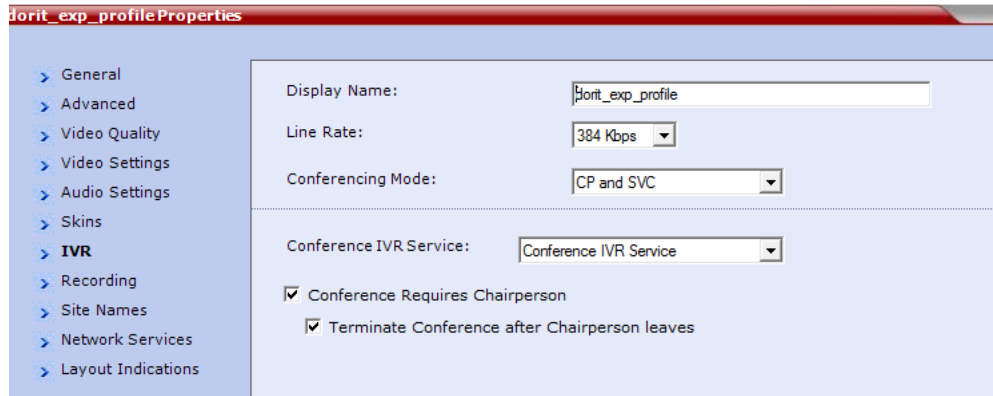 dorit_exp_profile Properties
General
Advanced
Video Quality
Video Settings
Audio Settings
Skins
IVR
Recording
Site Names
Network Services
Layout Indications
Display Name: dorit_exp_profile
Line Rate: 384 Kbps
Conferencing Mode: CP and SVC
Conference IVR Service: Conference IVR Service
Conference Requires Chairperson
Terminate Conference after Chairperson leaves